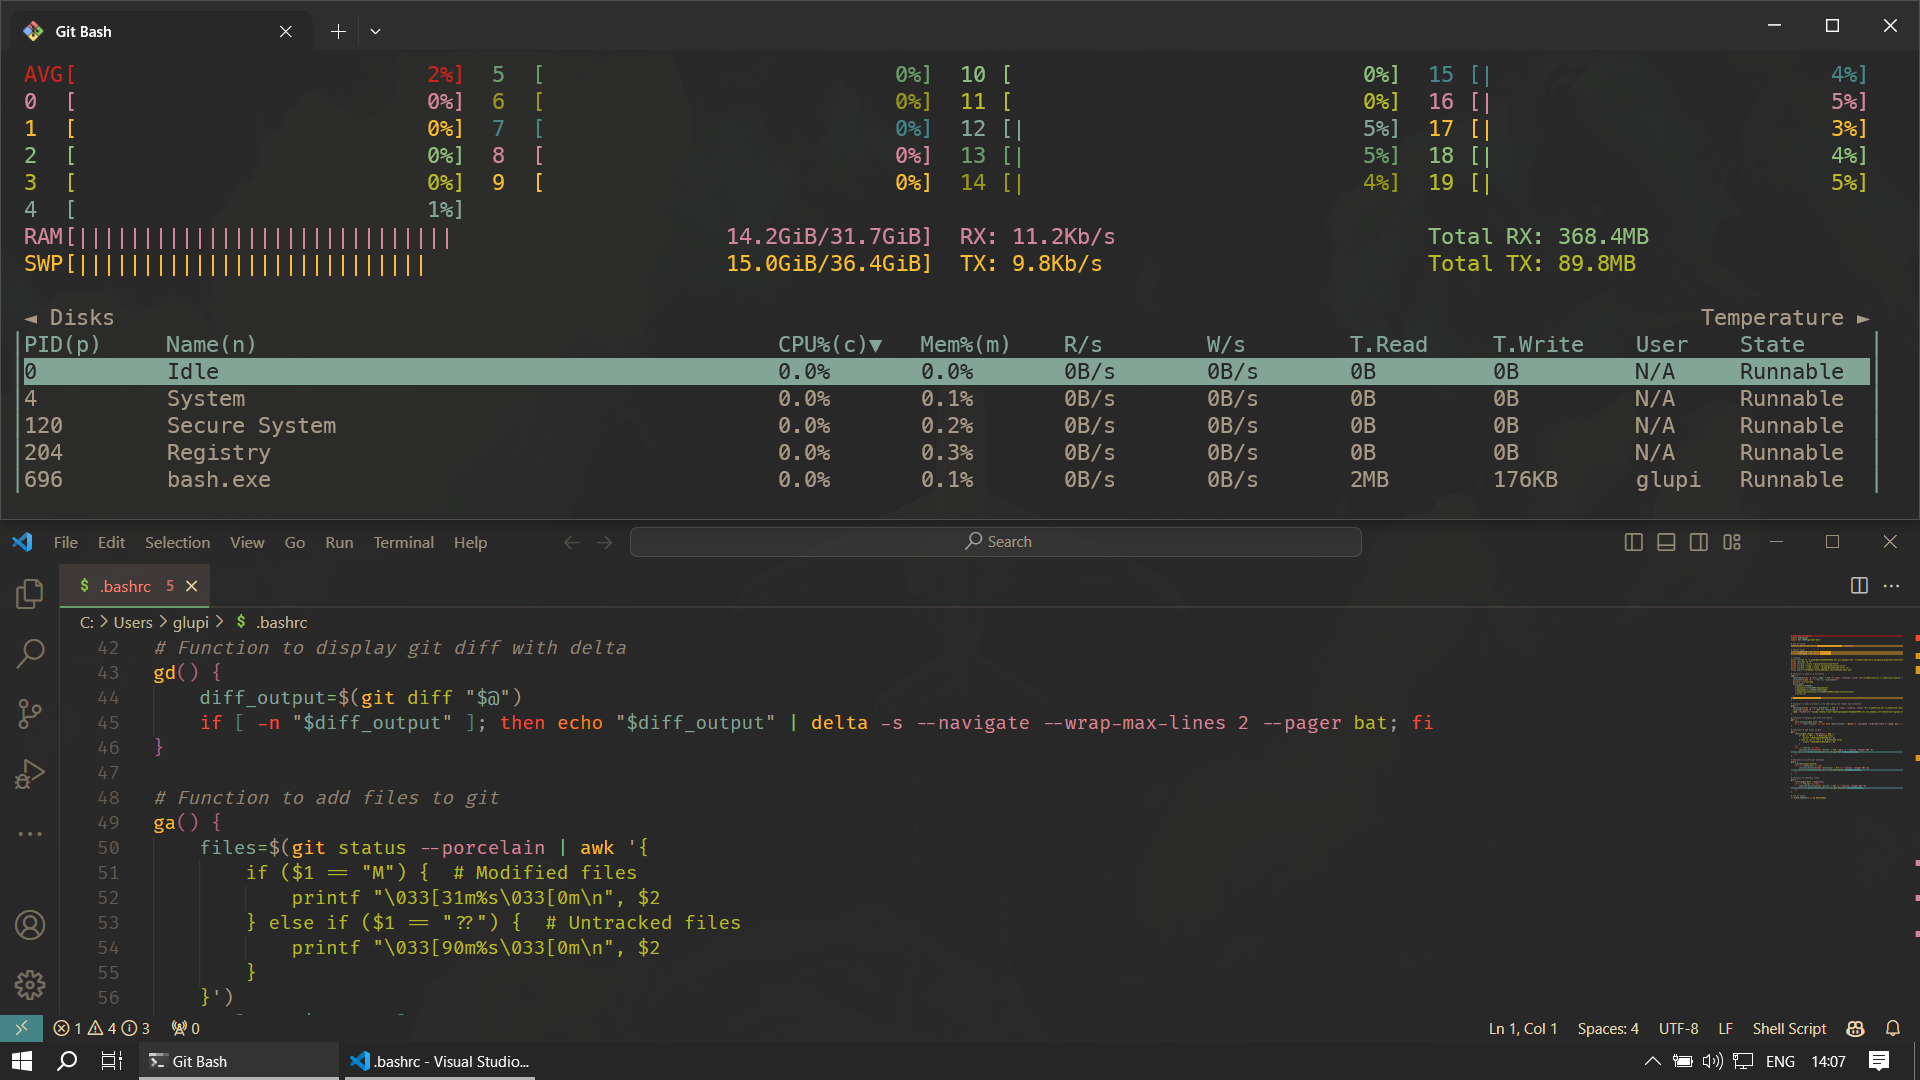 Git Bash
AVG[ 2%] 5 [ 0%] 10 [ 0%] 15 [| 4%]
0 [ 0%] 6 [ 0%] 11 [ 0%] 16 [| 5%]
1 [ 0%] 7 [ 0%] 12 [| 5%] 17 [| 3%]
2 [ 0%] 8 [ 0%] 13 [| 5%] 18 [| 4%]
3 [ 0%] 9 [ 0%] 14 [| 4%] 19 [| 5%]
4 [ 1%]
RAM[||||||||||||||||||||||||||||| 14.2GiB/31.7GiB] RX: 11.2Kb/s Total RX: 368.4MB
SWP[||||||||||||||||||||||||||| 15.0GiB/36.4GiB] TX: 9.8Kb/s Total TX: 89.8MB
◄ Disks Temperature ►
PID(p) Name(n) CPU%(c)▼ Mem%(m) R/s W/s T.Read T.Write User State
0 Idle 0.0% 0.0% 0B/s 0B/s 0B 0B N/A Runnable
4 System 0.0% 0.1% 0B/s 0B/s 0B 0B N/A Runnable
120 Secure System 0.0% 0.2% 0B/s 0B/s 0B 0B N/A Runnable
204 Registry 0.0% 0.3% 0B/s 0B/s 0B 0B N/A Runnable
696 bash.exe 0.0% 0.1% 0B/s 0B/s 2MB 176KB glupi Runnable
File Edit Selection View Go Run Terminal Help Search
$ .bashrc 5
C: > Users > glupi > $ .bashrc
42 # Function to display git diff with delta
43 gd() {
44 diff_output=$(git diff "$@")
45 if [ -n "$diff_output" ]; then echo "$diff_output" | delta -s --navigate --wrap-max-lines 2 --pager bat; fi
46 }
47
48 # Function to add files to git
49 ga() {
50 files=$(git status --porcelain | awk '{
51 if ($1 == "M") { # Modified files
52 printf "\033[31m%s\033[0m\n", $2
53 } else if ($1 == "??") { # Untracked files
54 printf "\033[90m%s\033[0m\n", $2
55 }
56 }')
1 4 3 0 Ln 1, Col 1 Spaces: 4 UTF-8 LF Shell Script
Git Bash .bashrc - Visual Studio... ENG 14:07